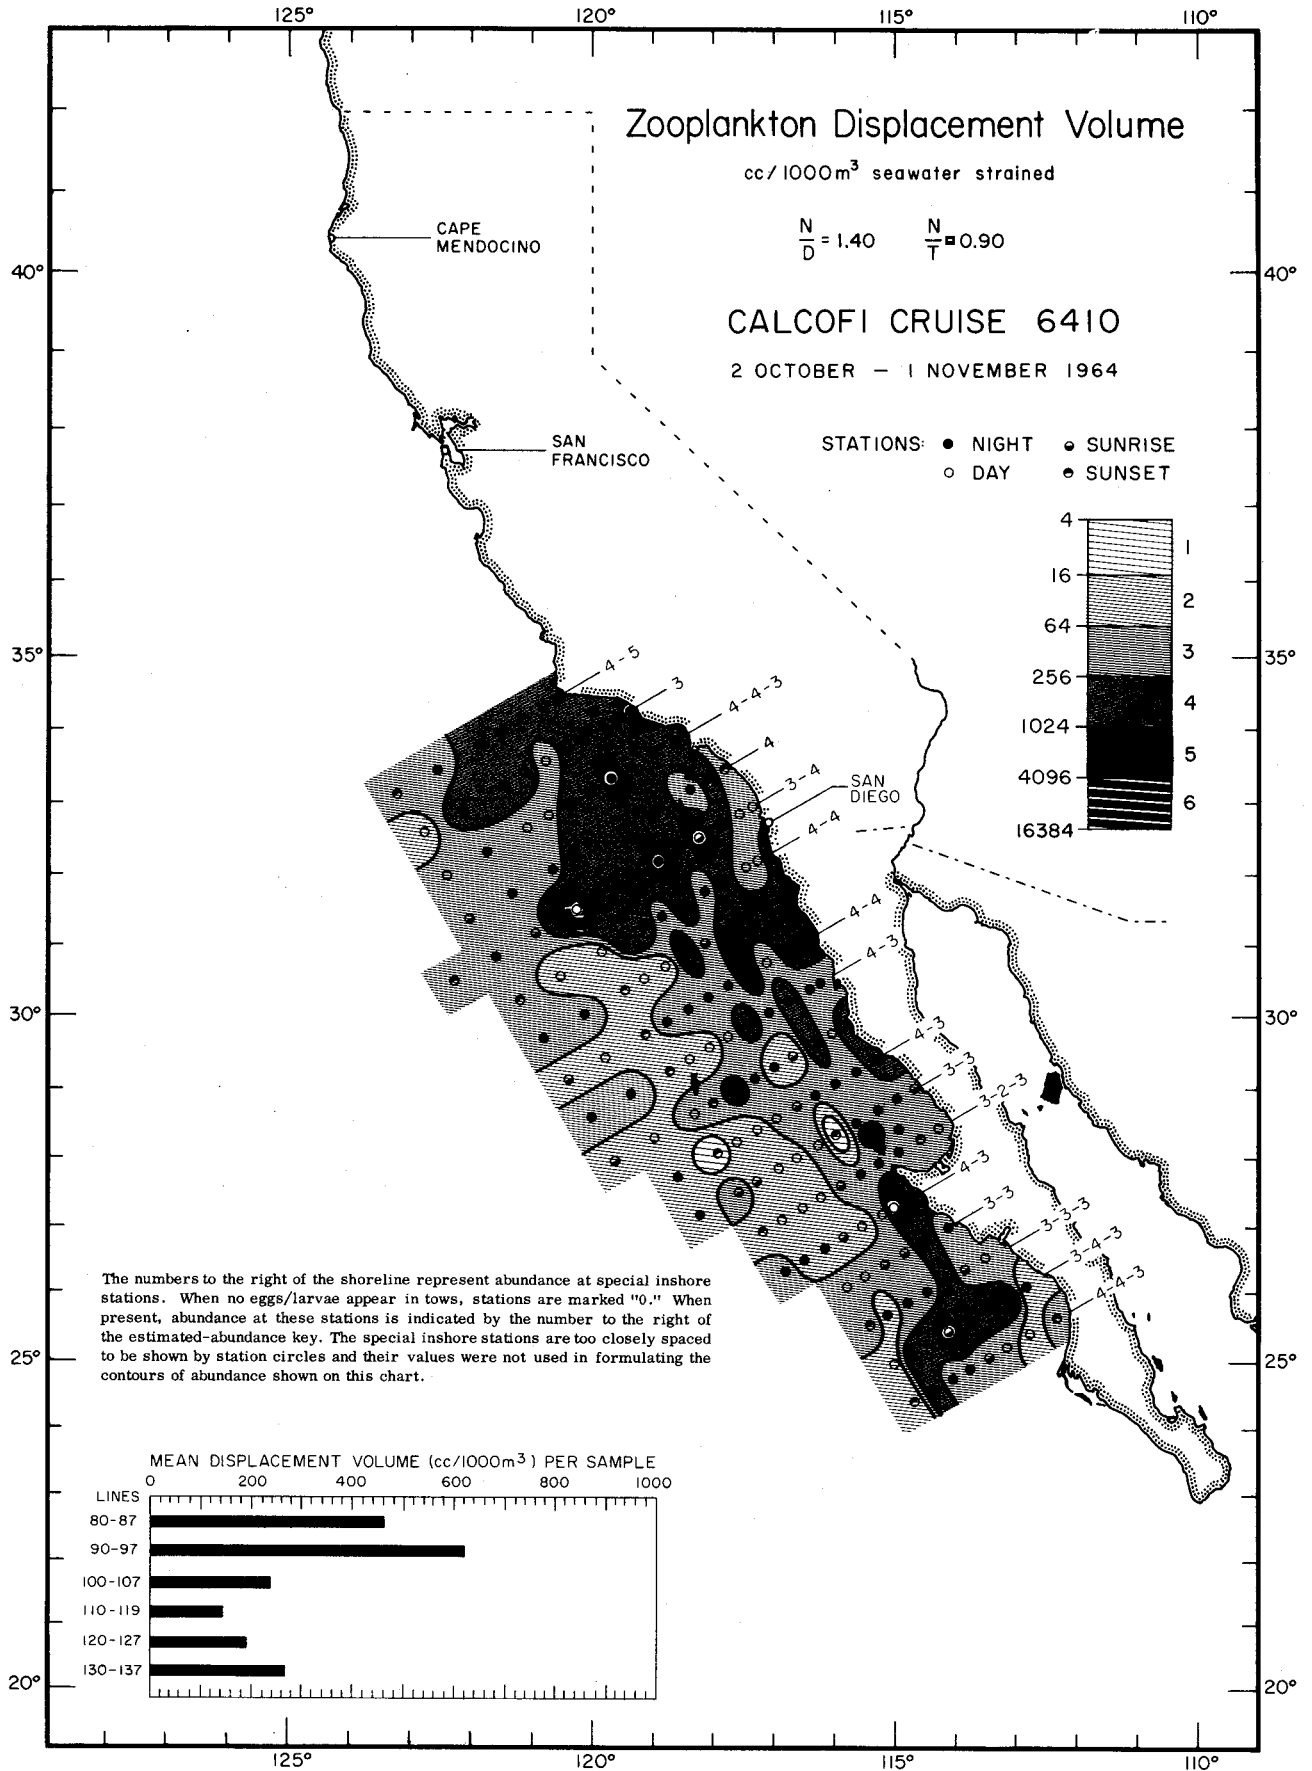 125° 120° 115° 110°
Zooplankton Displacement Volume
cc/1000m³ seawater strained
N/D = 1.40 N/T = 0.90
CAPE
MENDOCINO
40° 40°
CALCOFI CRUISE 6410
2 OCTOBER — 1 NOVEMBER 1964
STATIONS: ● NIGHT SUNRISE
○ DAY SUNSET
SAN
FRANCISCO
4
1
16
2
64
3
256
4
1024
5
4096
6
16384
35° 35°
4-5
3
4-4-3
4
3-4
SAN
DIEGO
4-4
4-4
4-3
30° 30°
4-3
3-3
3-2-3
4-3
3-3
3-3-3
3-4-3
4-4-3
The numbers to the right of the shoreline represent abundance at special inshore
stations. When no eggs/larvae appear in tows, stations are marked "0." When
present, abundance at these stations is indicated by the number to the right of
the estimated-abundance key. The special inshore stations are too closely spaced
to be shown by station circles and their values were not used in formulating the
contours of abundance shown on this chart.
25° 25°
MEAN DISPLACEMENT VOLUME (cc/1000m³) PER SAMPLE
0 200 400 600 800 1000
LINES
80-87
90-97
100-107
110-119
120-127
130-137
20° 20°
125° 120° 115° 110°